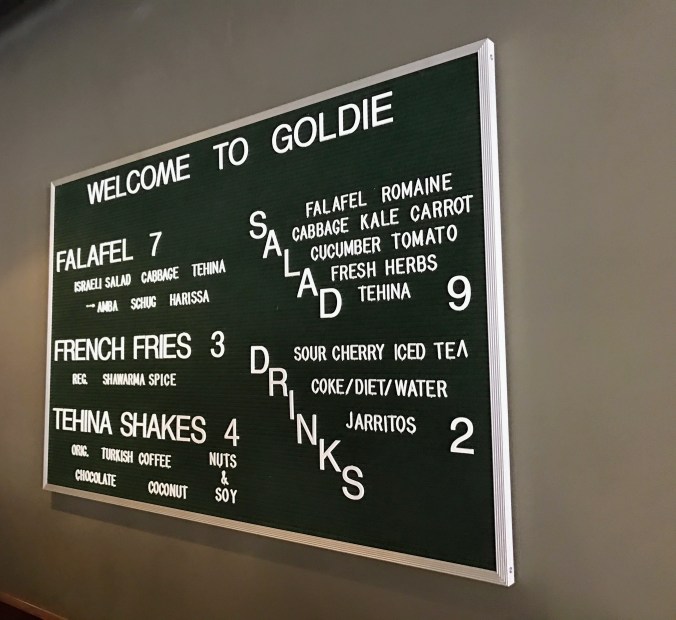 WELCOME TO GOLDIE
FALAFEL 7
ISRAELI SALAD CABBAGE TEHINA
→ AMBA SCHUG HARISSA
FRENCH FRIES 3
REG. SHAWARMA SPICE
TEHINA SHAKES 4
ORIG. TURKISH COFFEE
CHOCOLATE COCONUT
NUTS
&
SOY
SALAD
FALAFEL ROMAINE
CABBAGE KALE CARROT
CUCUMBER TOMATO
FRESH HERBS
TEHINA 9
DRINKS
SOUR CHERRY ICED TEA
COKE/DIET/WATER
JARRITOS 2